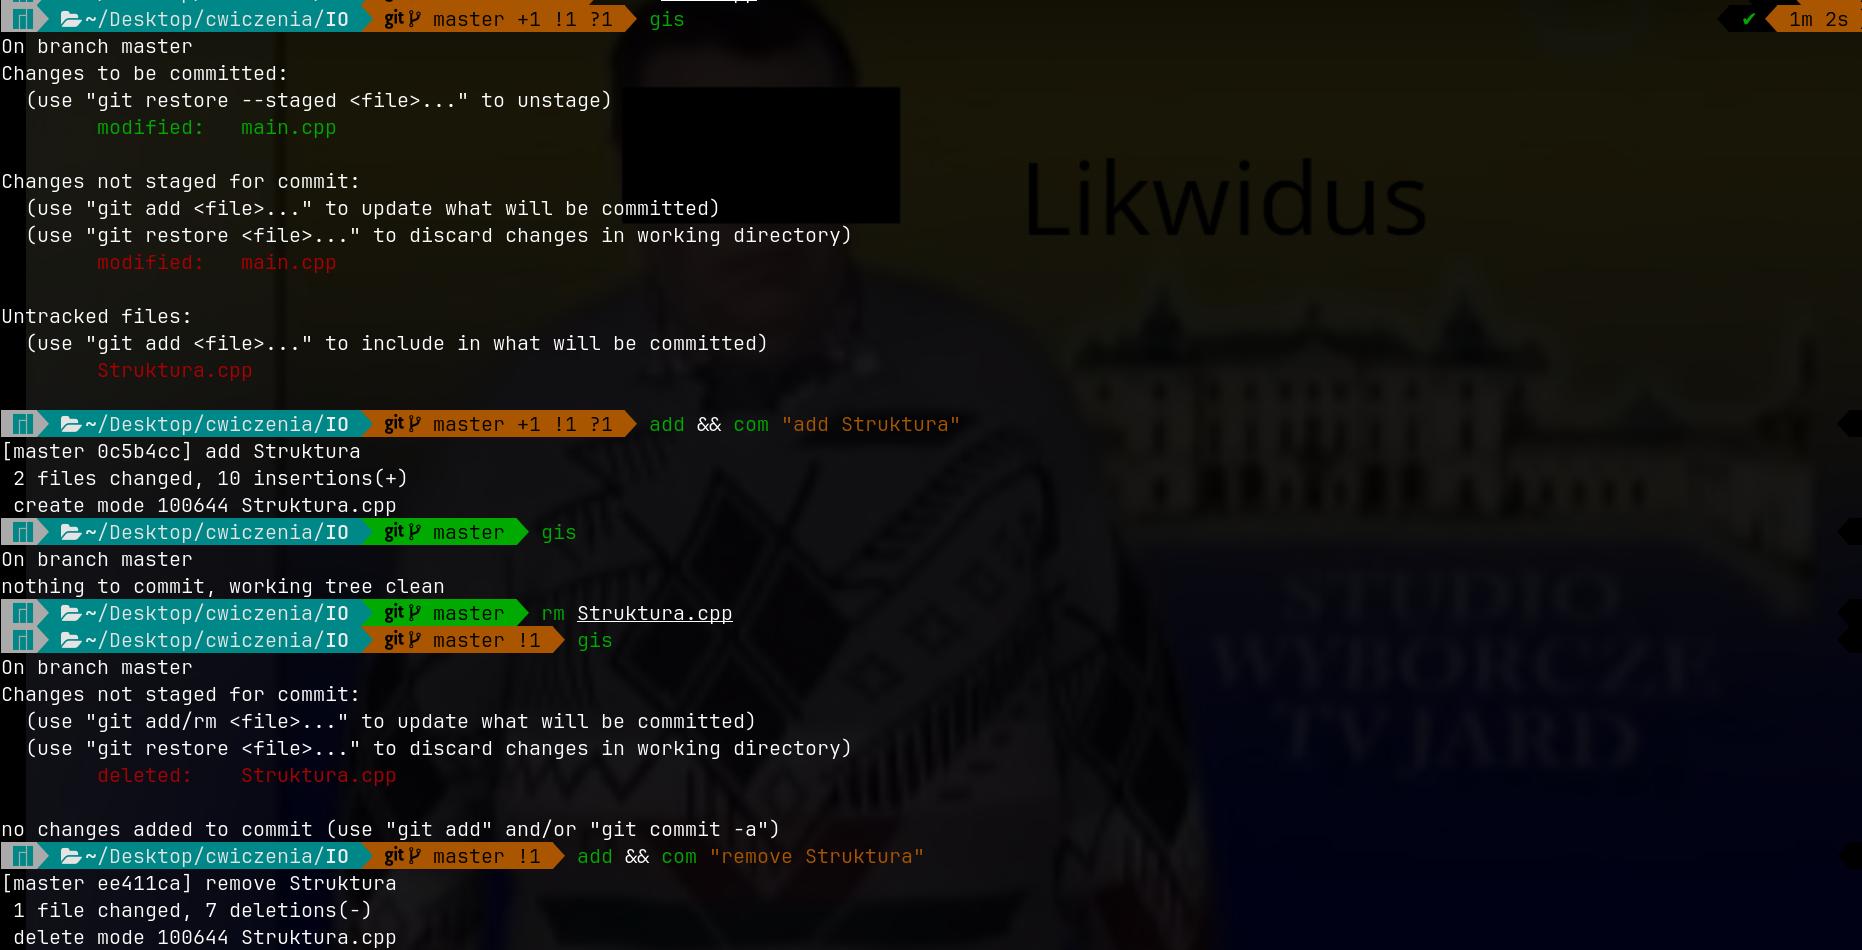 ~/Desktop/cwiczenia/IO git master +1 !1 ?1 gis ✔ 1m 2s
On branch master
Changes to be committed:
(use "git restore --staged <file>..." to unstage)
modified: main.cpp
Changes not staged for commit:
(use "git add <file>..." to update what will be committed)
(use "git restore <file>..." to discard changes in working directory)
modified: main.cpp
Untracked files:
(use "git add <file>..." to include in what will be committed)
Struktura.cpp
~/Desktop/cwiczenia/IO git master +1 !1 ?1 add && com "add Struktura"
[master 0c5b4cc] add Struktura
2 files changed, 10 insertions(+)
create mode 100644 Struktura.cpp
~/Desktop/cwiczenia/IO git master gis
On branch master
nothing to commit, working tree clean
~/Desktop/cwiczenia/IO git master rm Struktura.cpp
~/Desktop/cwiczenia/IO git master !1 gis
On branch master
Changes not staged for commit:
(use "git add/rm <file>..." to update what will be committed)
(use "git restore <file>..." to discard changes in working directory)
deleted: Struktura.cpp
no changes added to commit (use "git add" and/or "git commit -a")
~/Desktop/cwiczenia/IO git master !1 add && com "remove Struktura"
[master ee411ca] remove Struktura
1 file changed, 7 deletions(-)
delete mode 100644 Struktura.cpp
Likwidus
STUDIO
WYBORCZE
TV JARD